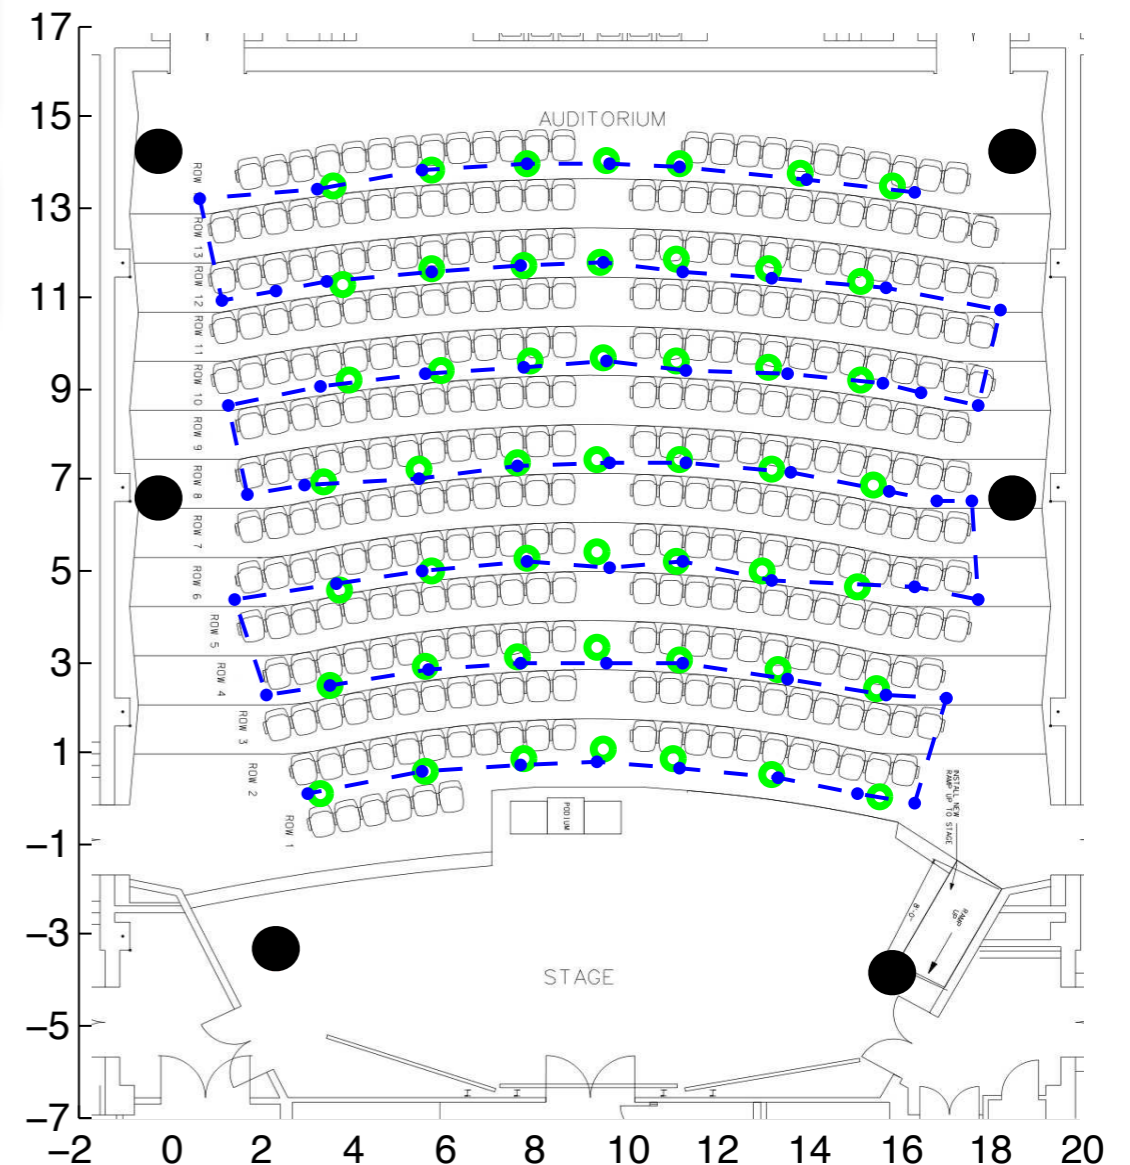 17
15
13
11
9
7
5
3
1
−1
−3
−5
−7
−2 0 2 4 6 8 10 12 14 16 18 20
AUDITORIUM
ROW
ROW 13
ROW 12
ROW 11
ROW 10
ROW 9
ROW 8
ROW 7
ROW 6
ROW 5
ROW 4
ROW 3
ROW 2
ROW 1
PODIUM
INSTALL NEW
RAMP UP TO STAGE
8'-0"
RAMP
UP
STAGE